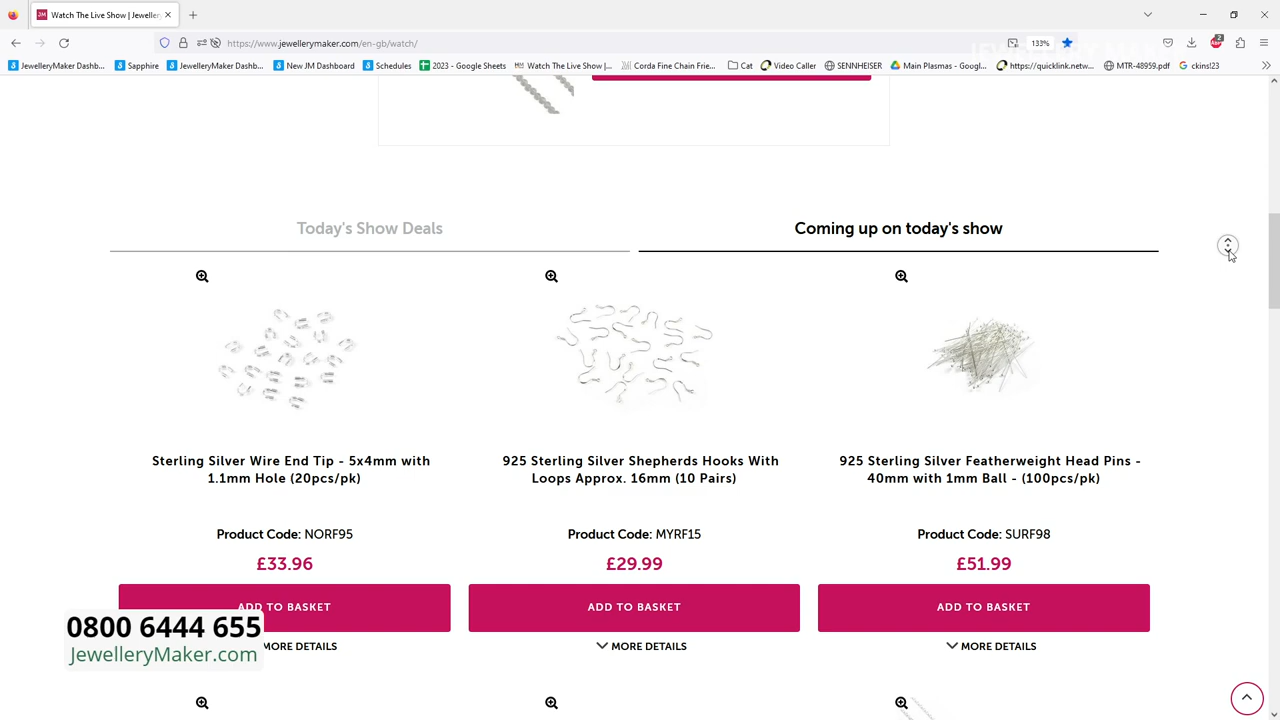 JM Watch The Live Show | Jeweller
https://www.jewellerymaker.com/en-gb/watch/
133%
2
JewelleryMaker Dashb...
Sapphire
JewelleryMaker Dashb...
New JM Dashboard
Schedules
2023 - Google Sheets
Watch The Live Show |...
Corda Fine Chain Frie...
Cat
Video Caller
SENNHEISER
Main Plasmas - Googl...
https://quicklink.netw...
MTR-48959.pdf
ckins!23
Today's Show Deals
Coming up on today's show
Sterling Silver Wire End Tip - 5x4mm with
1.1mm Hole (20pcs/pk)
Product Code: NORF95
£33.96
ADD TO BASKET
MORE DETAILS
925 Sterling Silver Shepherds Hooks With
Loops Approx. 16mm (10 Pairs)
Product Code: MYRF15
£29.99
ADD TO BASKET
MORE DETAILS
925 Sterling Silver Featherweight Head Pins -
40mm with 1mm Ball - (100pcs/pk)
Product Code: SURF98
£51.99
ADD TO BASKET
MORE DETAILS
0800 6444 655
JewelleryMaker.com